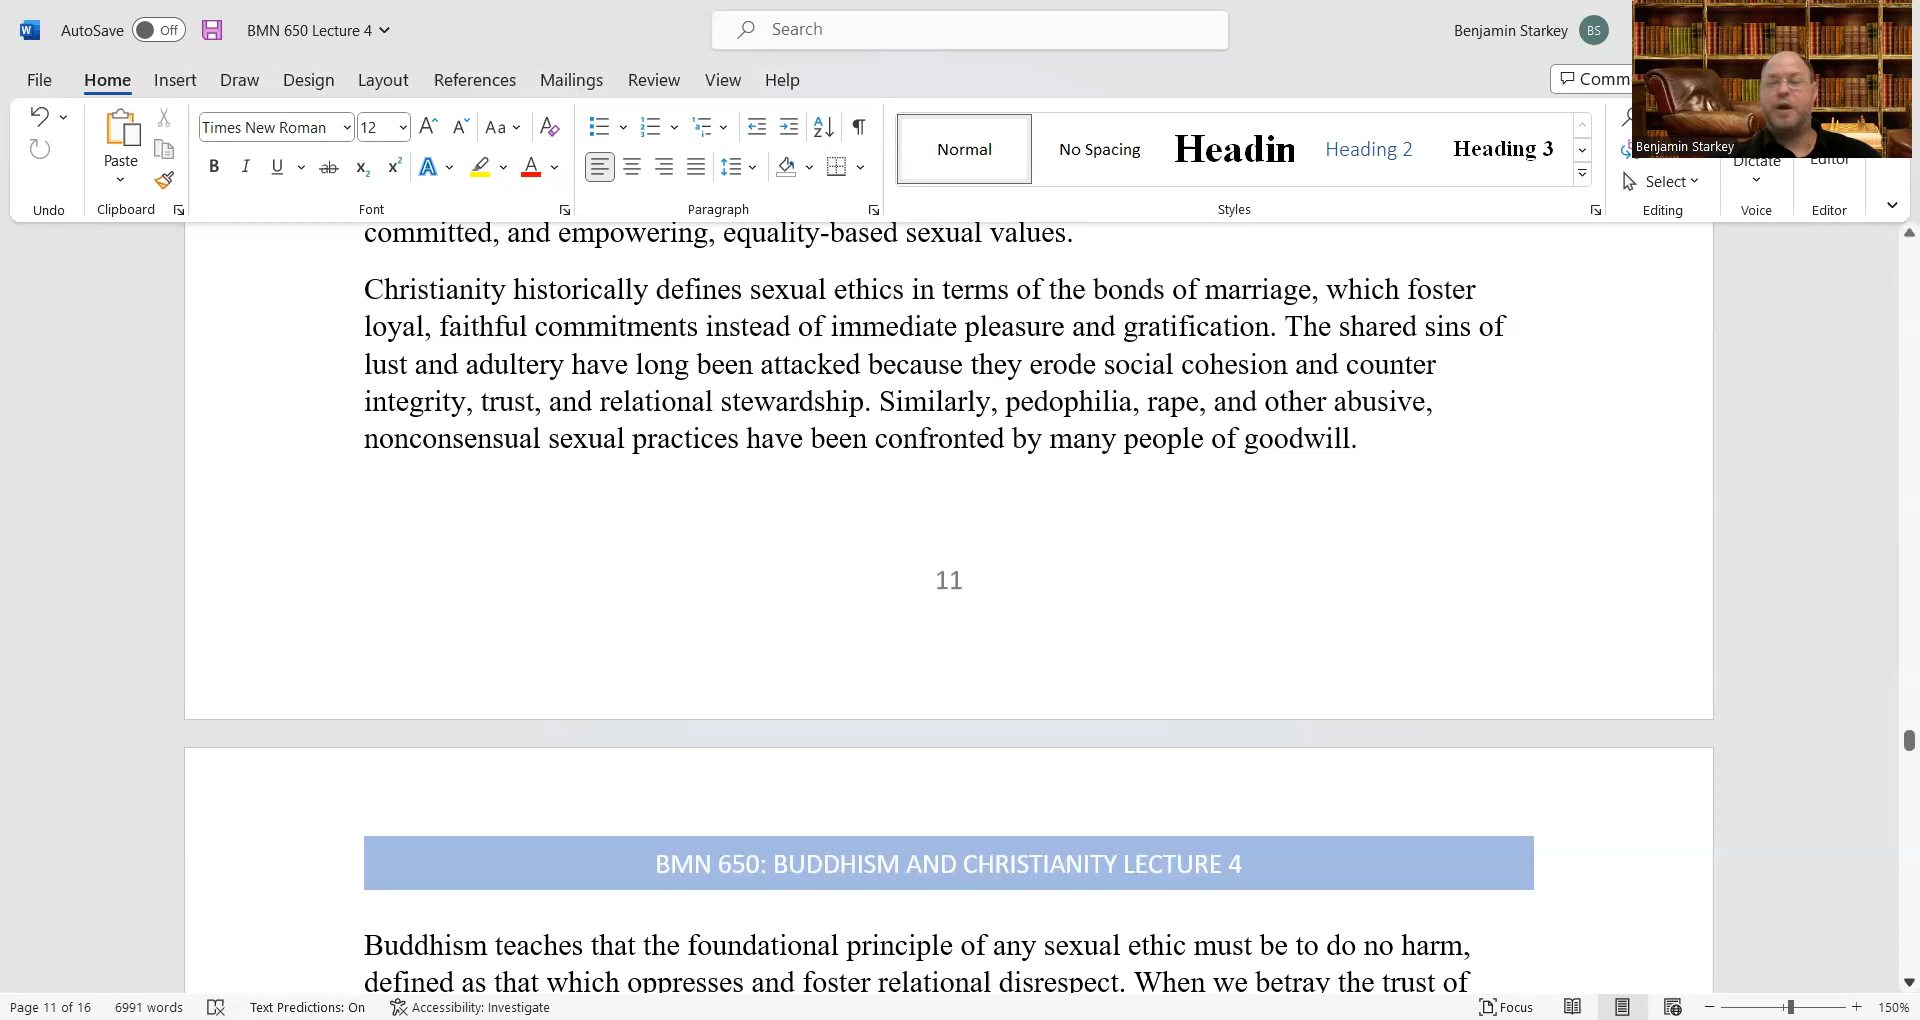 AutoSave Off BMN 650 Lecture 4 Search Benjamin Starkey BS
File Home Insert Draw Design Layout References Mailings Review View Help Comm
Times New Roman 12 Aa
Paste B I U ab x2 x2 A A
Normal No Spacing Headin Heading 2 Heading 3
Benjamin Starkey
Dictate Editor
Select
Undo Clipboard Font Paragraph Styles Editing Voice Editor
committed, and empowering, equality-based sexual values.
Christianity historically defines sexual ethics in terms of the bonds of marriage, which foster
loyal, faithful commitments instead of immediate pleasure and gratification. The shared sins of
lust and adultery have long been attacked because they erode social cohesion and counter
integrity, trust, and relational stewardship. Similarly, pedophilia, rape, and other abusive,
nonconsensual sexual practices have been confronted by many people of goodwill.
11
BMN 650: BUDDHISM AND CHRISTIANITY LECTURE 4
Buddhism teaches that the foundational principle of any sexual ethic must be to do no harm,
defined as that which oppresses and foster relational disrespect. When we betray the trust of
Page 11 of 16 6991 words Text Predictions: On Accessibility: Investigate Focus 150%